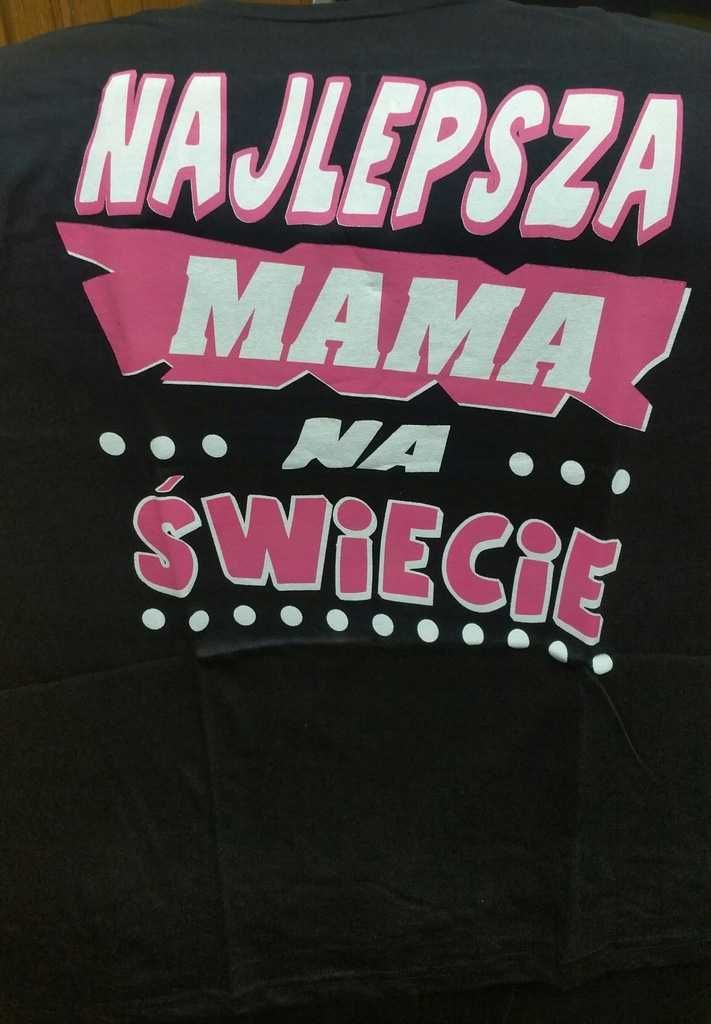 NAJLEPSZA
MAMA
... NA ...
ŚWIECIE